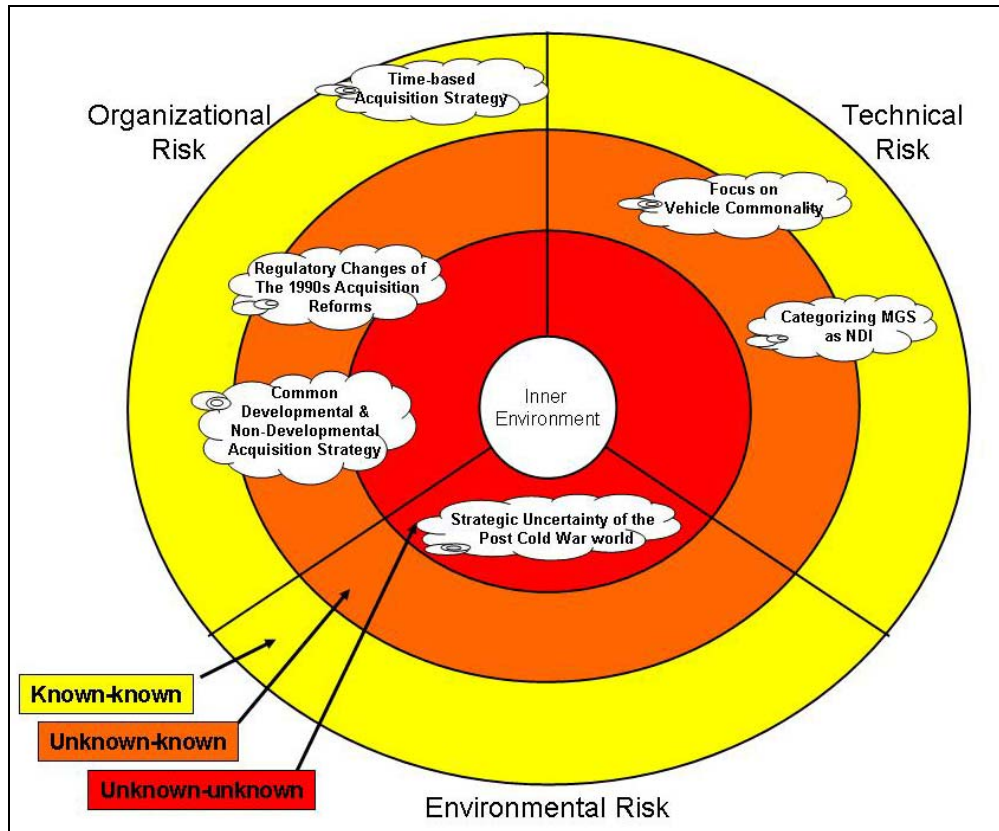 Time-based
Acquisition Strategy
Organizational
Risk
Technical
Risk
Focus on
Vehicle Commonality
Regulatory Changes of
The 1990s Acquisition
Reforms
Categorizing MGS
as NDI
Common
Developmental &
Non-Developmental
Acquisition Strategy
Inner
Environment
Strategic Uncertainty of the
Post Cold War world
Known-known
Unknown-known
Unknown-unknown
Environmental Risk